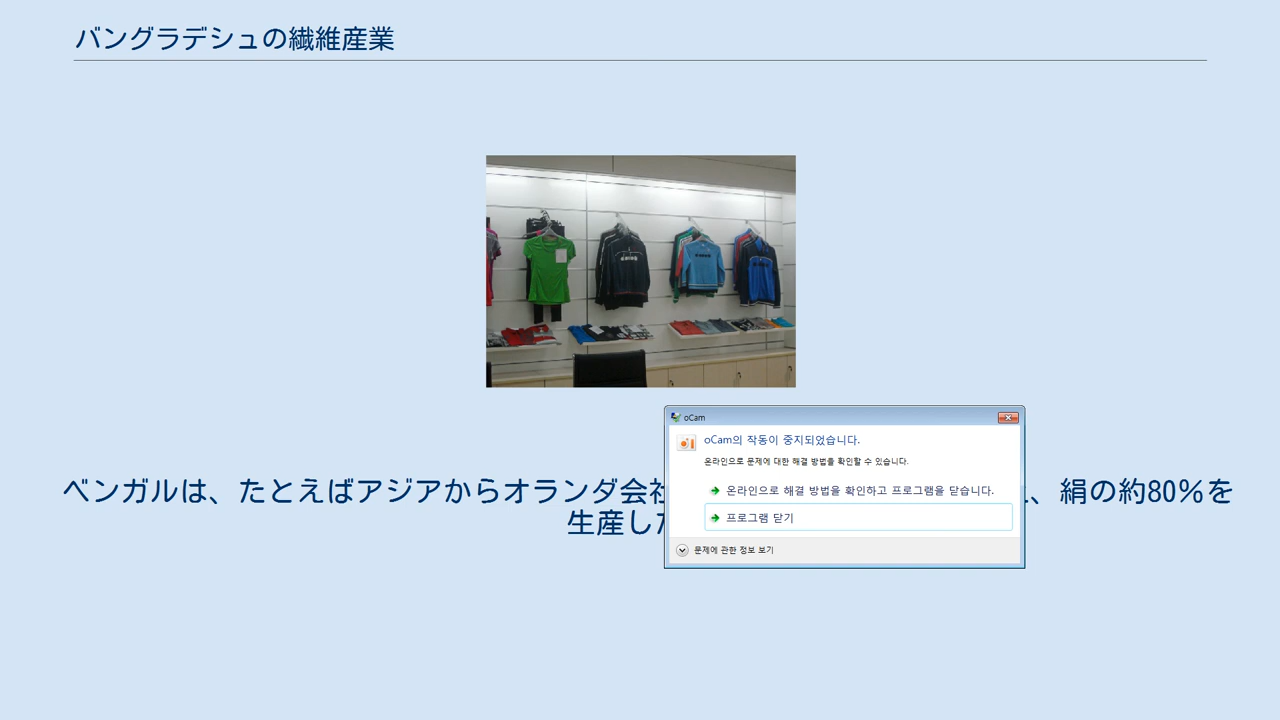 バングラデシュの繊維産業
oCam
oCam의 작동이 중지되었습니다.
온라인으로 문제에 대한 해결 방법을 확인할 수 있습니다.
온라인으로 해결 방법을 확인하고 프로그램을 닫습니다.
프로그램 닫기
문제에 관한 정보 보기
ベンガルは、たとえばアジアからオランダ会 、絹の約80％を
生産し